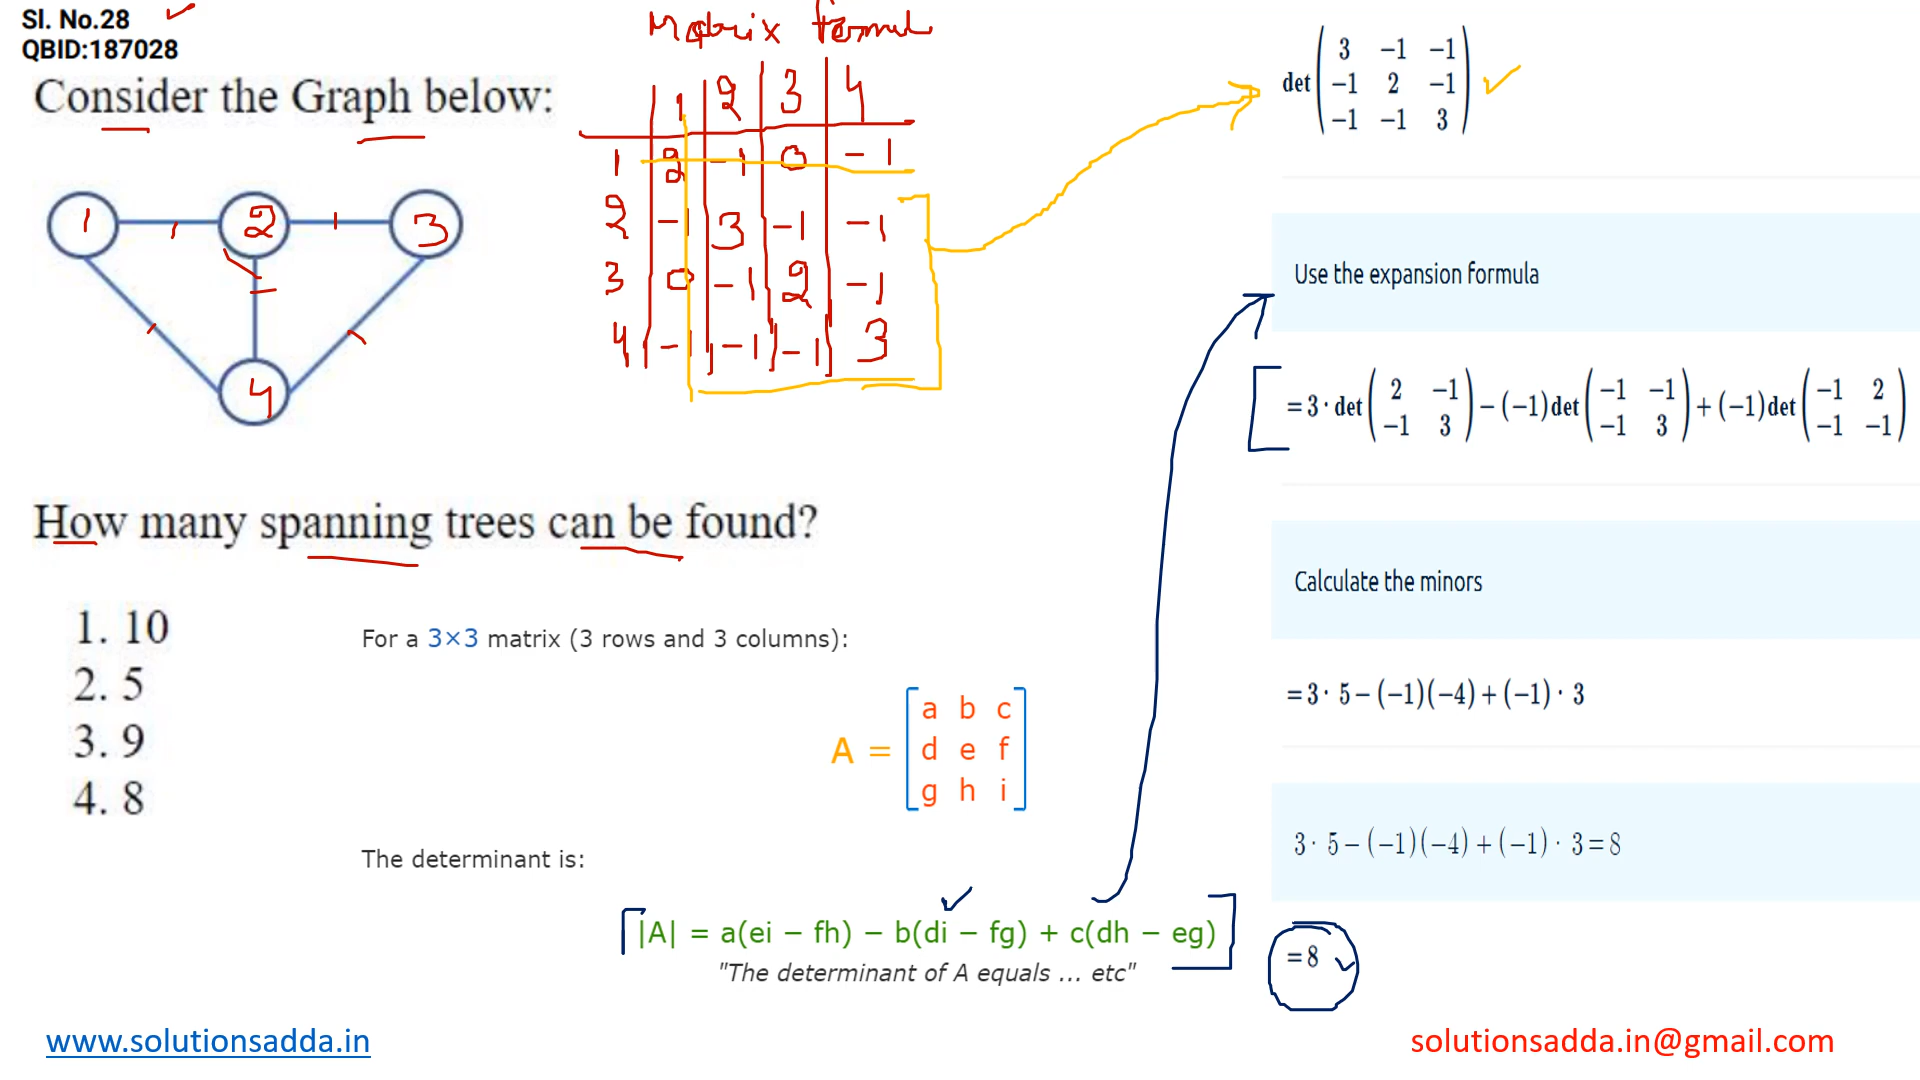 Sl. No.28
QBID:187028
Consider the Graph below:
1 2 3
4
How many spanning trees can be found?
1. 10
2. 5
3. 9
4. 8
Matrix formul
1 2 3 4
1 2 -1 0 -1
2 -1 3 -1 -1
3 0 -1 2 -1
4 -1 -1 -1 3
For a 3×3 matrix (3 rows and 3 columns):
A = [ a b c
d e f
g h i ]
The determinant is:
|A| = a(ei − fh) − b(di − fg) + c(dh − eg)
"The determinant of A equals ... etc"
det ( 3 −1 −1
−1 2 −1
−1 −1 3 )
Use the expansion formula
= 3 · det ( 2 −1 −1 3 ) − (−1) det ( −1 −1 −1 3 ) + (−1) det ( −1 2 −1 −1 )
Calculate the minors
= 3 · 5 − (−1)(−4) + (−1) · 3
3 · 5 − (−1)(−4) + (−1) · 3 = 8
= 8
www.solutionsadda.in
solutionsadda.in@gmail.com